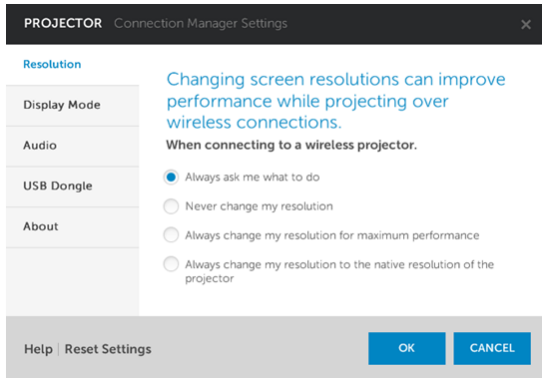 PROJECTOR Connection Manager Settings
Resolution
Display Mode
Audio
USB Dongle
About
Changing screen resolutions can improve
performance while projecting over
wireless connections.
When connecting to a wireless projector.
Always ask me what to do
Never change my resolution
Always change my resolution for maximum performance
Always change my resolution to the native resolution of the
projector
Help | Reset Settings
OK
CANCEL